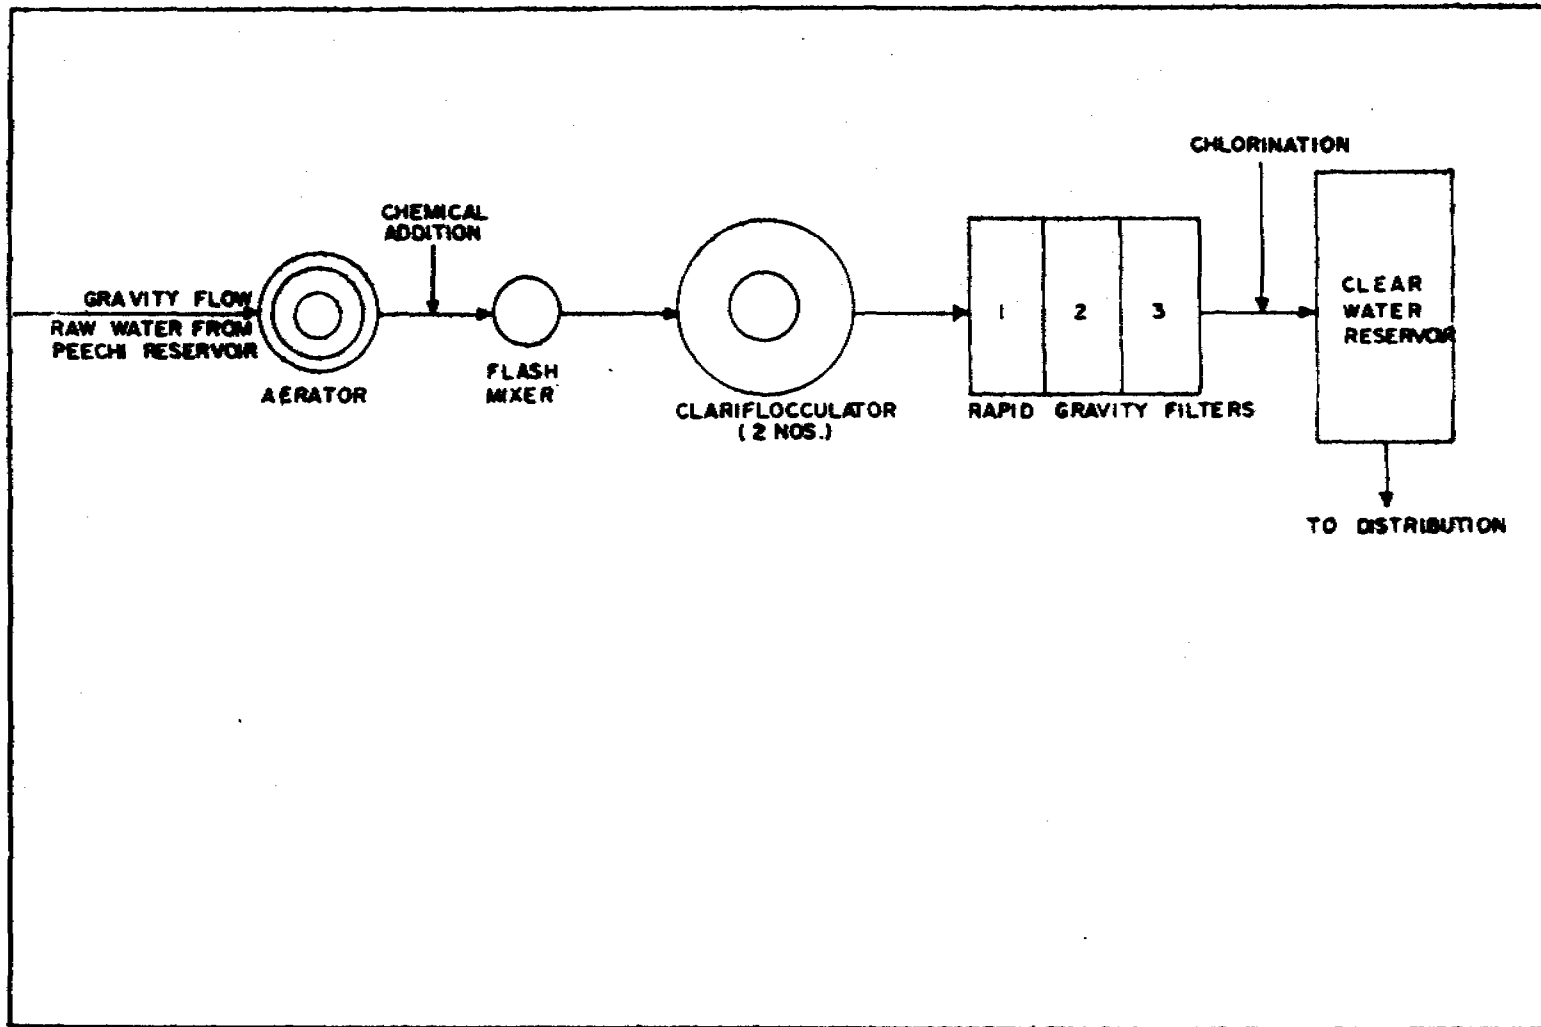 GRAVITY FLOW
RAW WATER FROM
PEECHI RESERVOIR
AERATOR
CHEMICAL
ADDITION
FLASH
MIXER
CLARIFLOCCULATOR
( 2 NOS.)
1
2
3
RAPID GRAVITY FILTERS
CHLORINATION
CLEAR
WATER
RESERVOIR
TO DISTRIBUTION